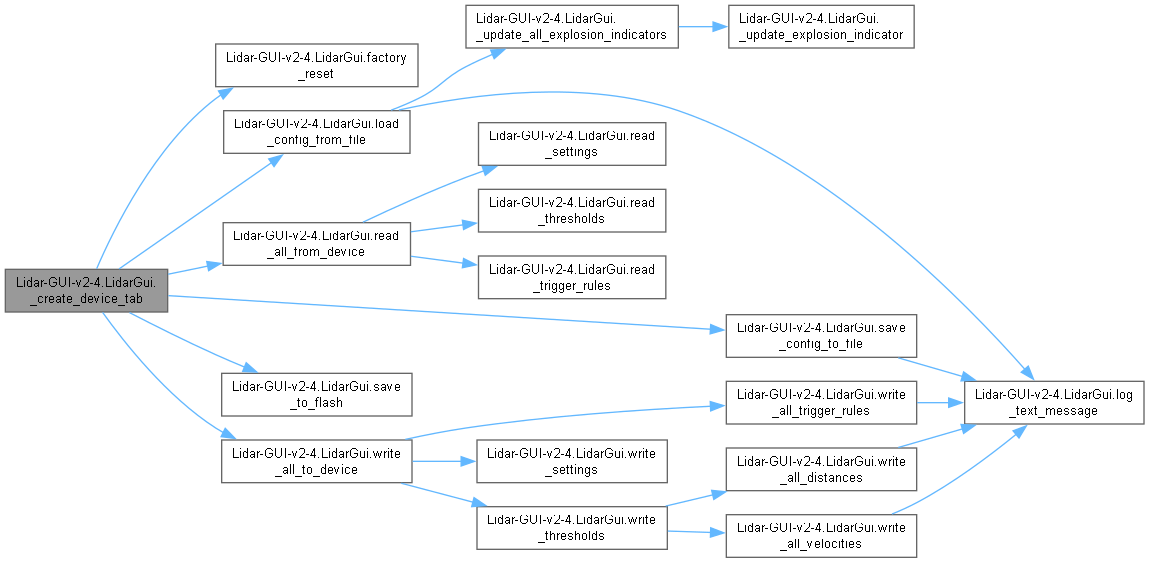 Lidar-GUI-v2-4.LidarGui.
_update_all_explosion_indicators
Lidar-GUI-v2-4.LidarGui.
_update_explosion_indicator
Lidar-GUI-v2-4.LidarGui.factory
_reset
Lidar-GUI-v2-4.LidarGui.load
_config_from_file
Lidar-GUI-v2-4.LidarGui.read
_settings
Lidar-GUI-v2-4.LidarGui.read
_thresholds
Lidar-GUI-v2-4.LidarGui.read
_all_from_device
Lidar-GUI-v2-4.LidarGui.read
_trigger_rules
Lidar-GUI-v2-4.LidarGui.
_create_device_tab
Lidar-GUI-v2-4.LidarGui.save
_config_to_file
Lidar-GUI-v2-4.LidarGui.save
_to_flash
Lidar-GUI-v2-4.LidarGui.write
_all_trigger_rules
Lidar-GUI-v2-4.LidarGui.log
_text_message
Lidar-GUI-v2-4.LidarGui.write
_all_to_device
Lidar-GUI-v2-4.LidarGui.write
_settings
Lidar-GUI-v2-4.LidarGui.write
_all_distances
Lidar-GUI-v2-4.LidarGui.write
_thresholds
Lidar-GUI-v2-4.LidarGui.write
_all_velocities